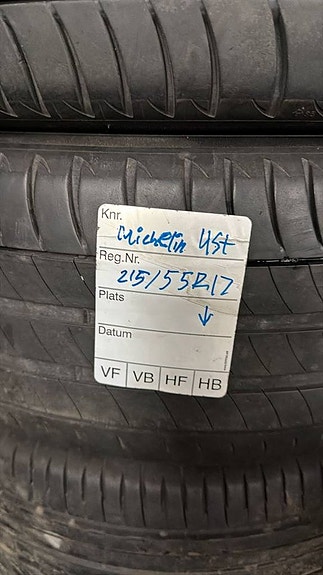 Knr.
Michelin 4St
Reg.Nr.
215/55R17
Plats
↓
Datum
VF VB HF HB